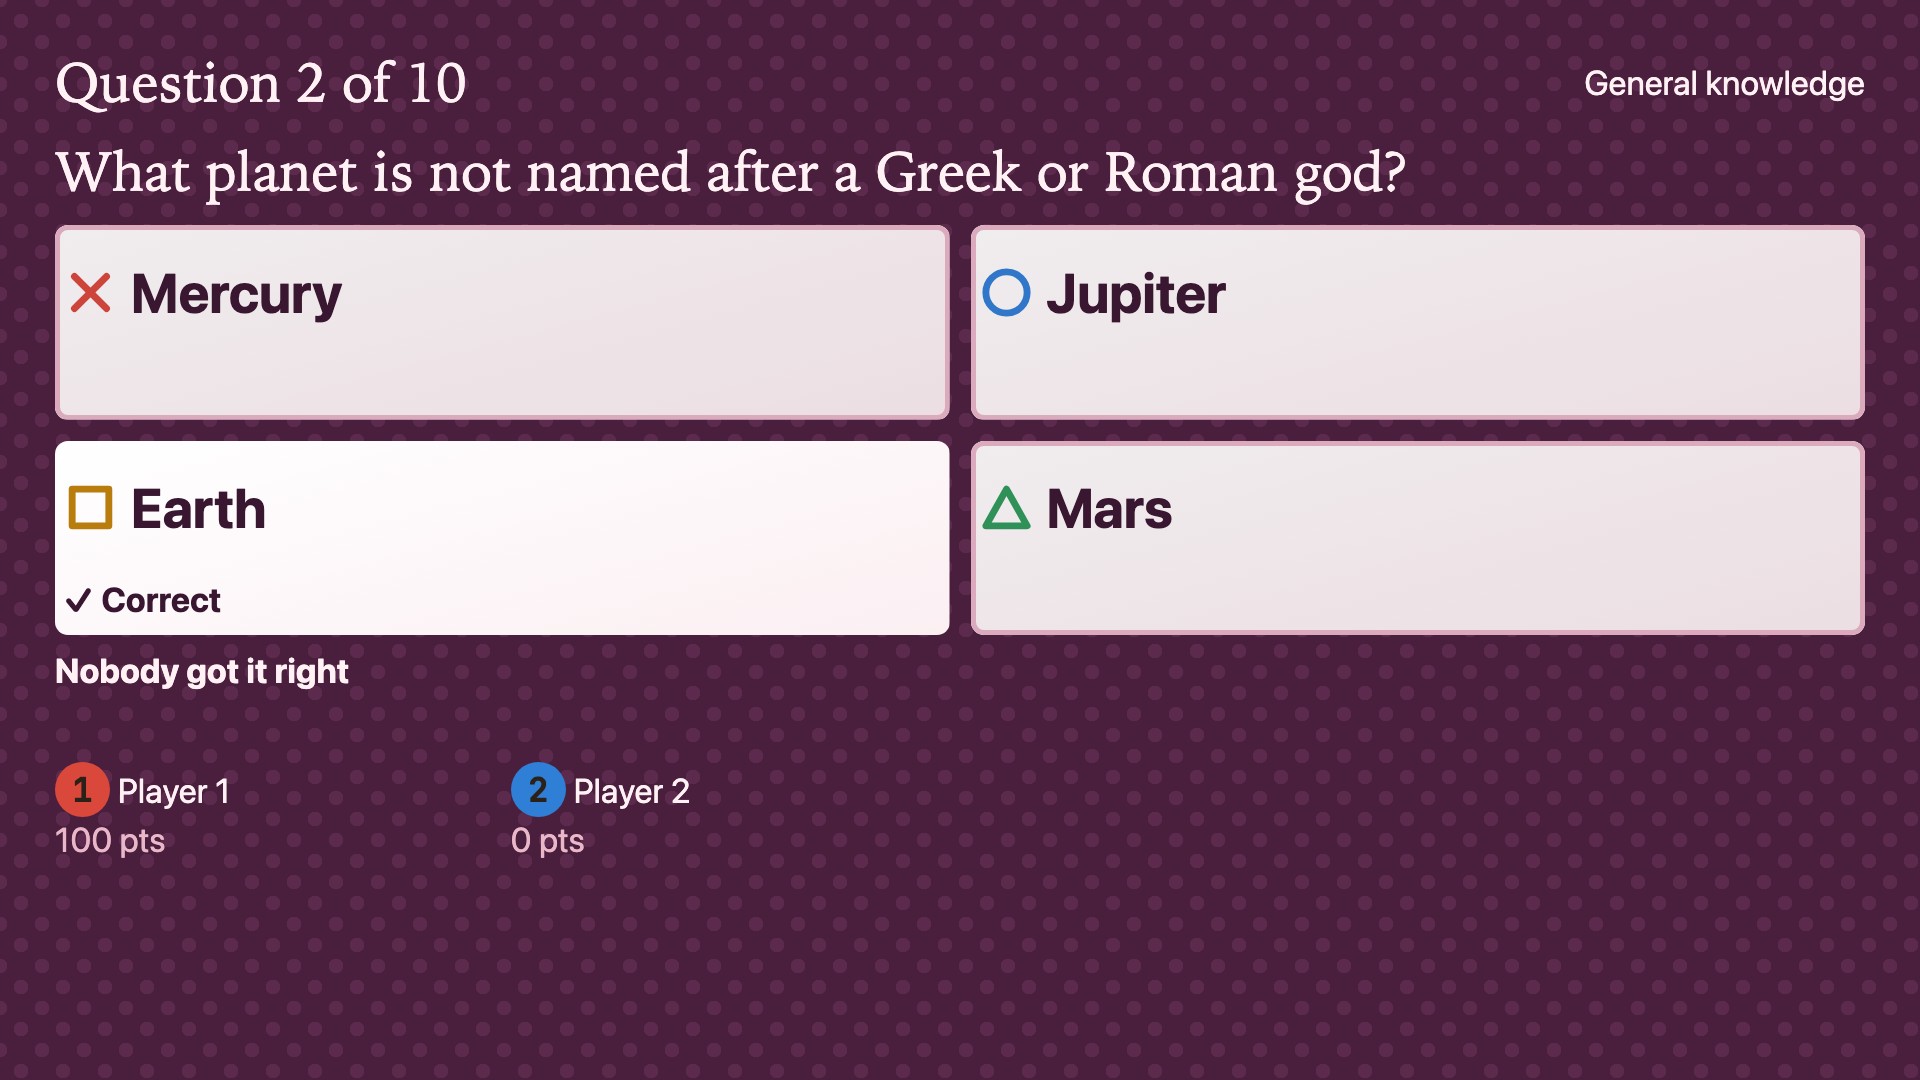 Question 2 of 10
General knowledge
What planet is not named after a Greek or Roman god?
Mercury
Jupiter
Earth
✓ Correct
Mars
Nobody got it right
1 Player 1
100 pts
2 Player 2
0 pts